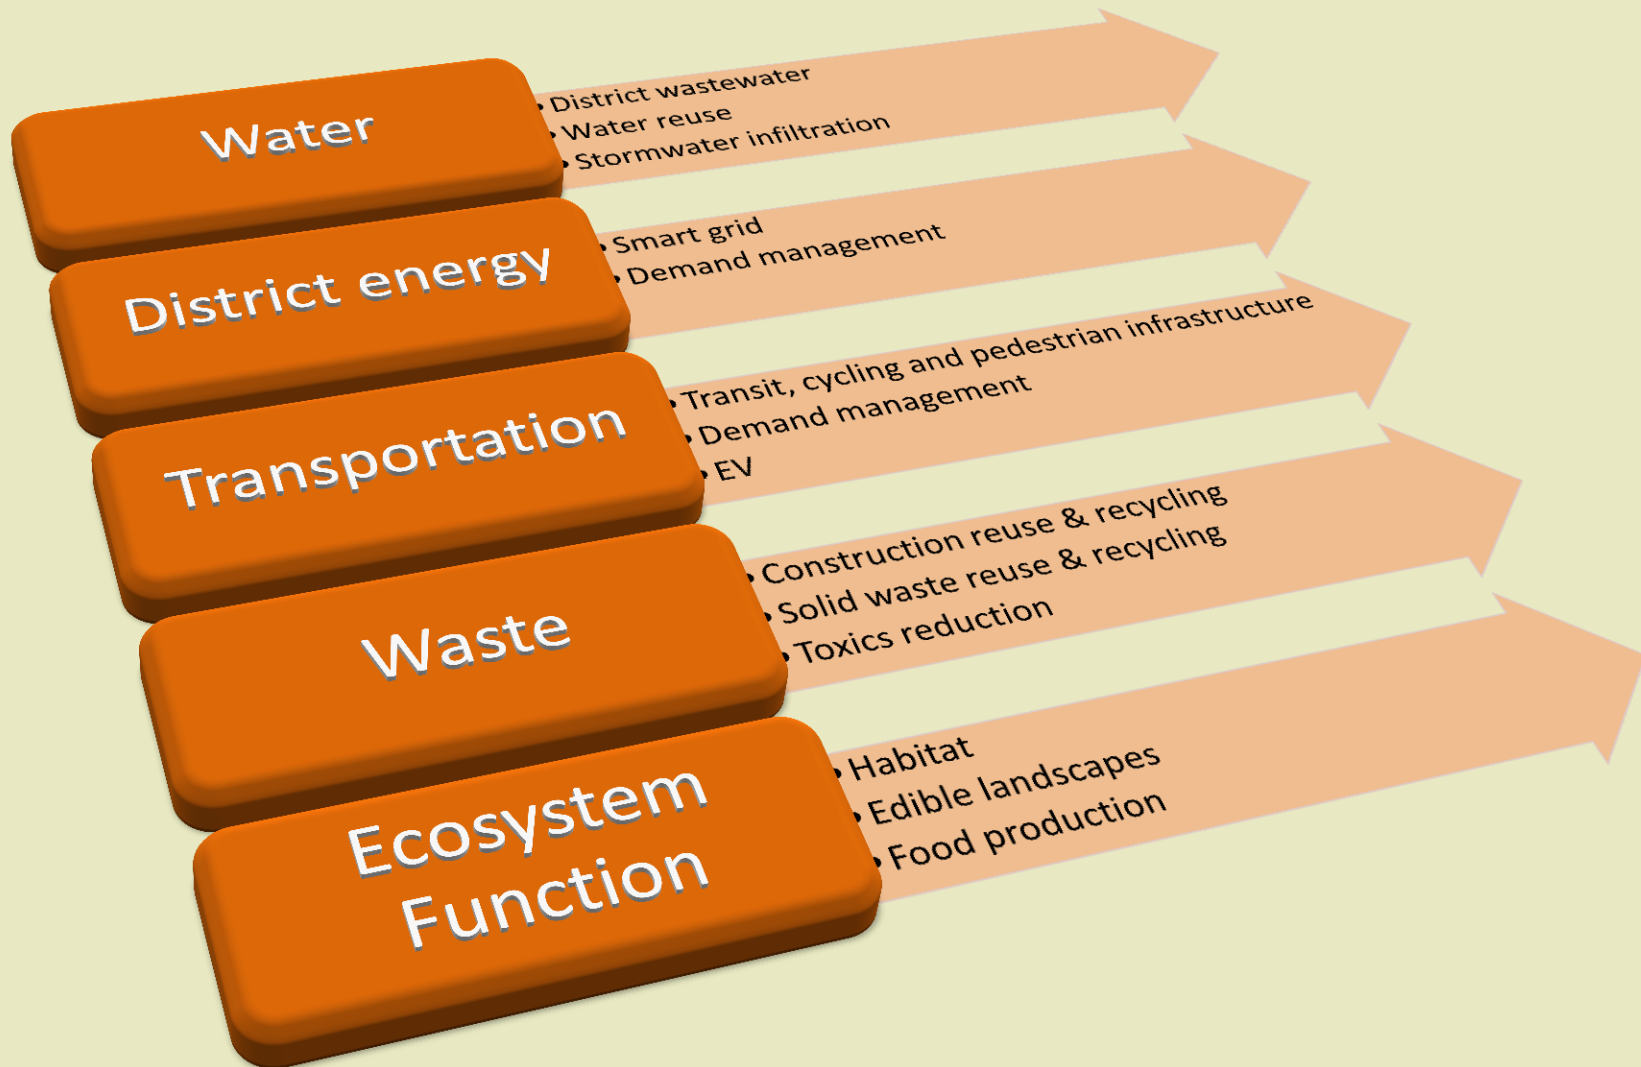 Water
• District wastewater
• Water reuse
• Stormwater infiltration
District energy
• Smart grid
• Demand management
Transportation
• Transit, cycling and pedestrian infrastructure
• Demand management
• EV
Waste
• Construction reuse & recycling
• Solid waste reuse & recycling
• Toxics reduction
Ecosystem
Function
• Habitat
• Edible landscapes
• Food production